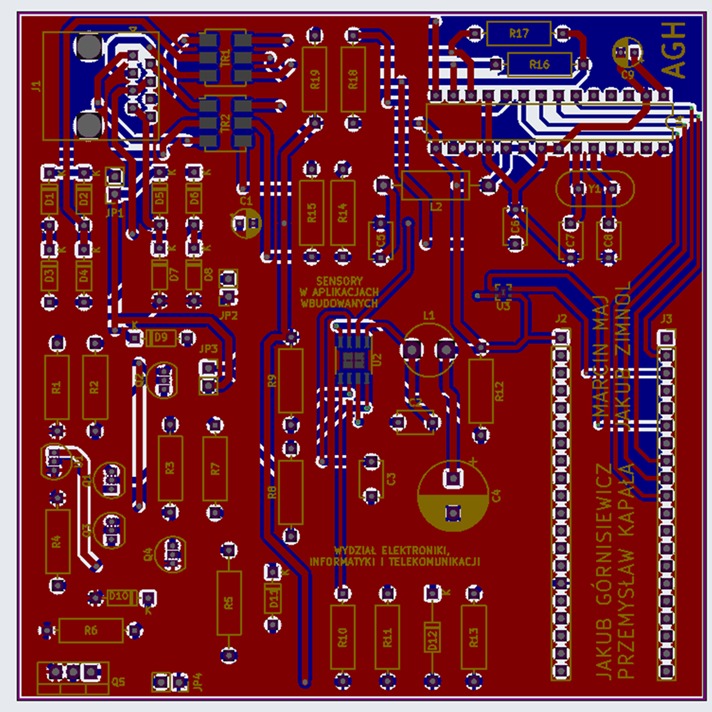 R17
AGH
J1
TR1
R19
R18
R16
C9
TR2
D1
D2
JP1
D5
D6
C1
R15
R14
C5
L2
C6
Y1
C7
C8
D3
D4
D7
D8
JP2
SENSORY
W APLIKACJACH
WBUDOWANYCH
U3
K
D9
L1
J2
MARCIN MAJ
JAKUB ZIMNOL
J3
R1
R2
JP3
R9
U2
R12
R3
R7
R8
C3
C4
R4
Q4
WYDZIAŁ ELEKTRONIKI,
INFORMATYKI I TELEKOMUNIKACJI
JAKUB GÓRNISIEWICZ
PRZEMYSŁAW KAPAŁA
D10
K
R5
D11
K
R6
R10
R11
D12
K
R13
Q5
JP4